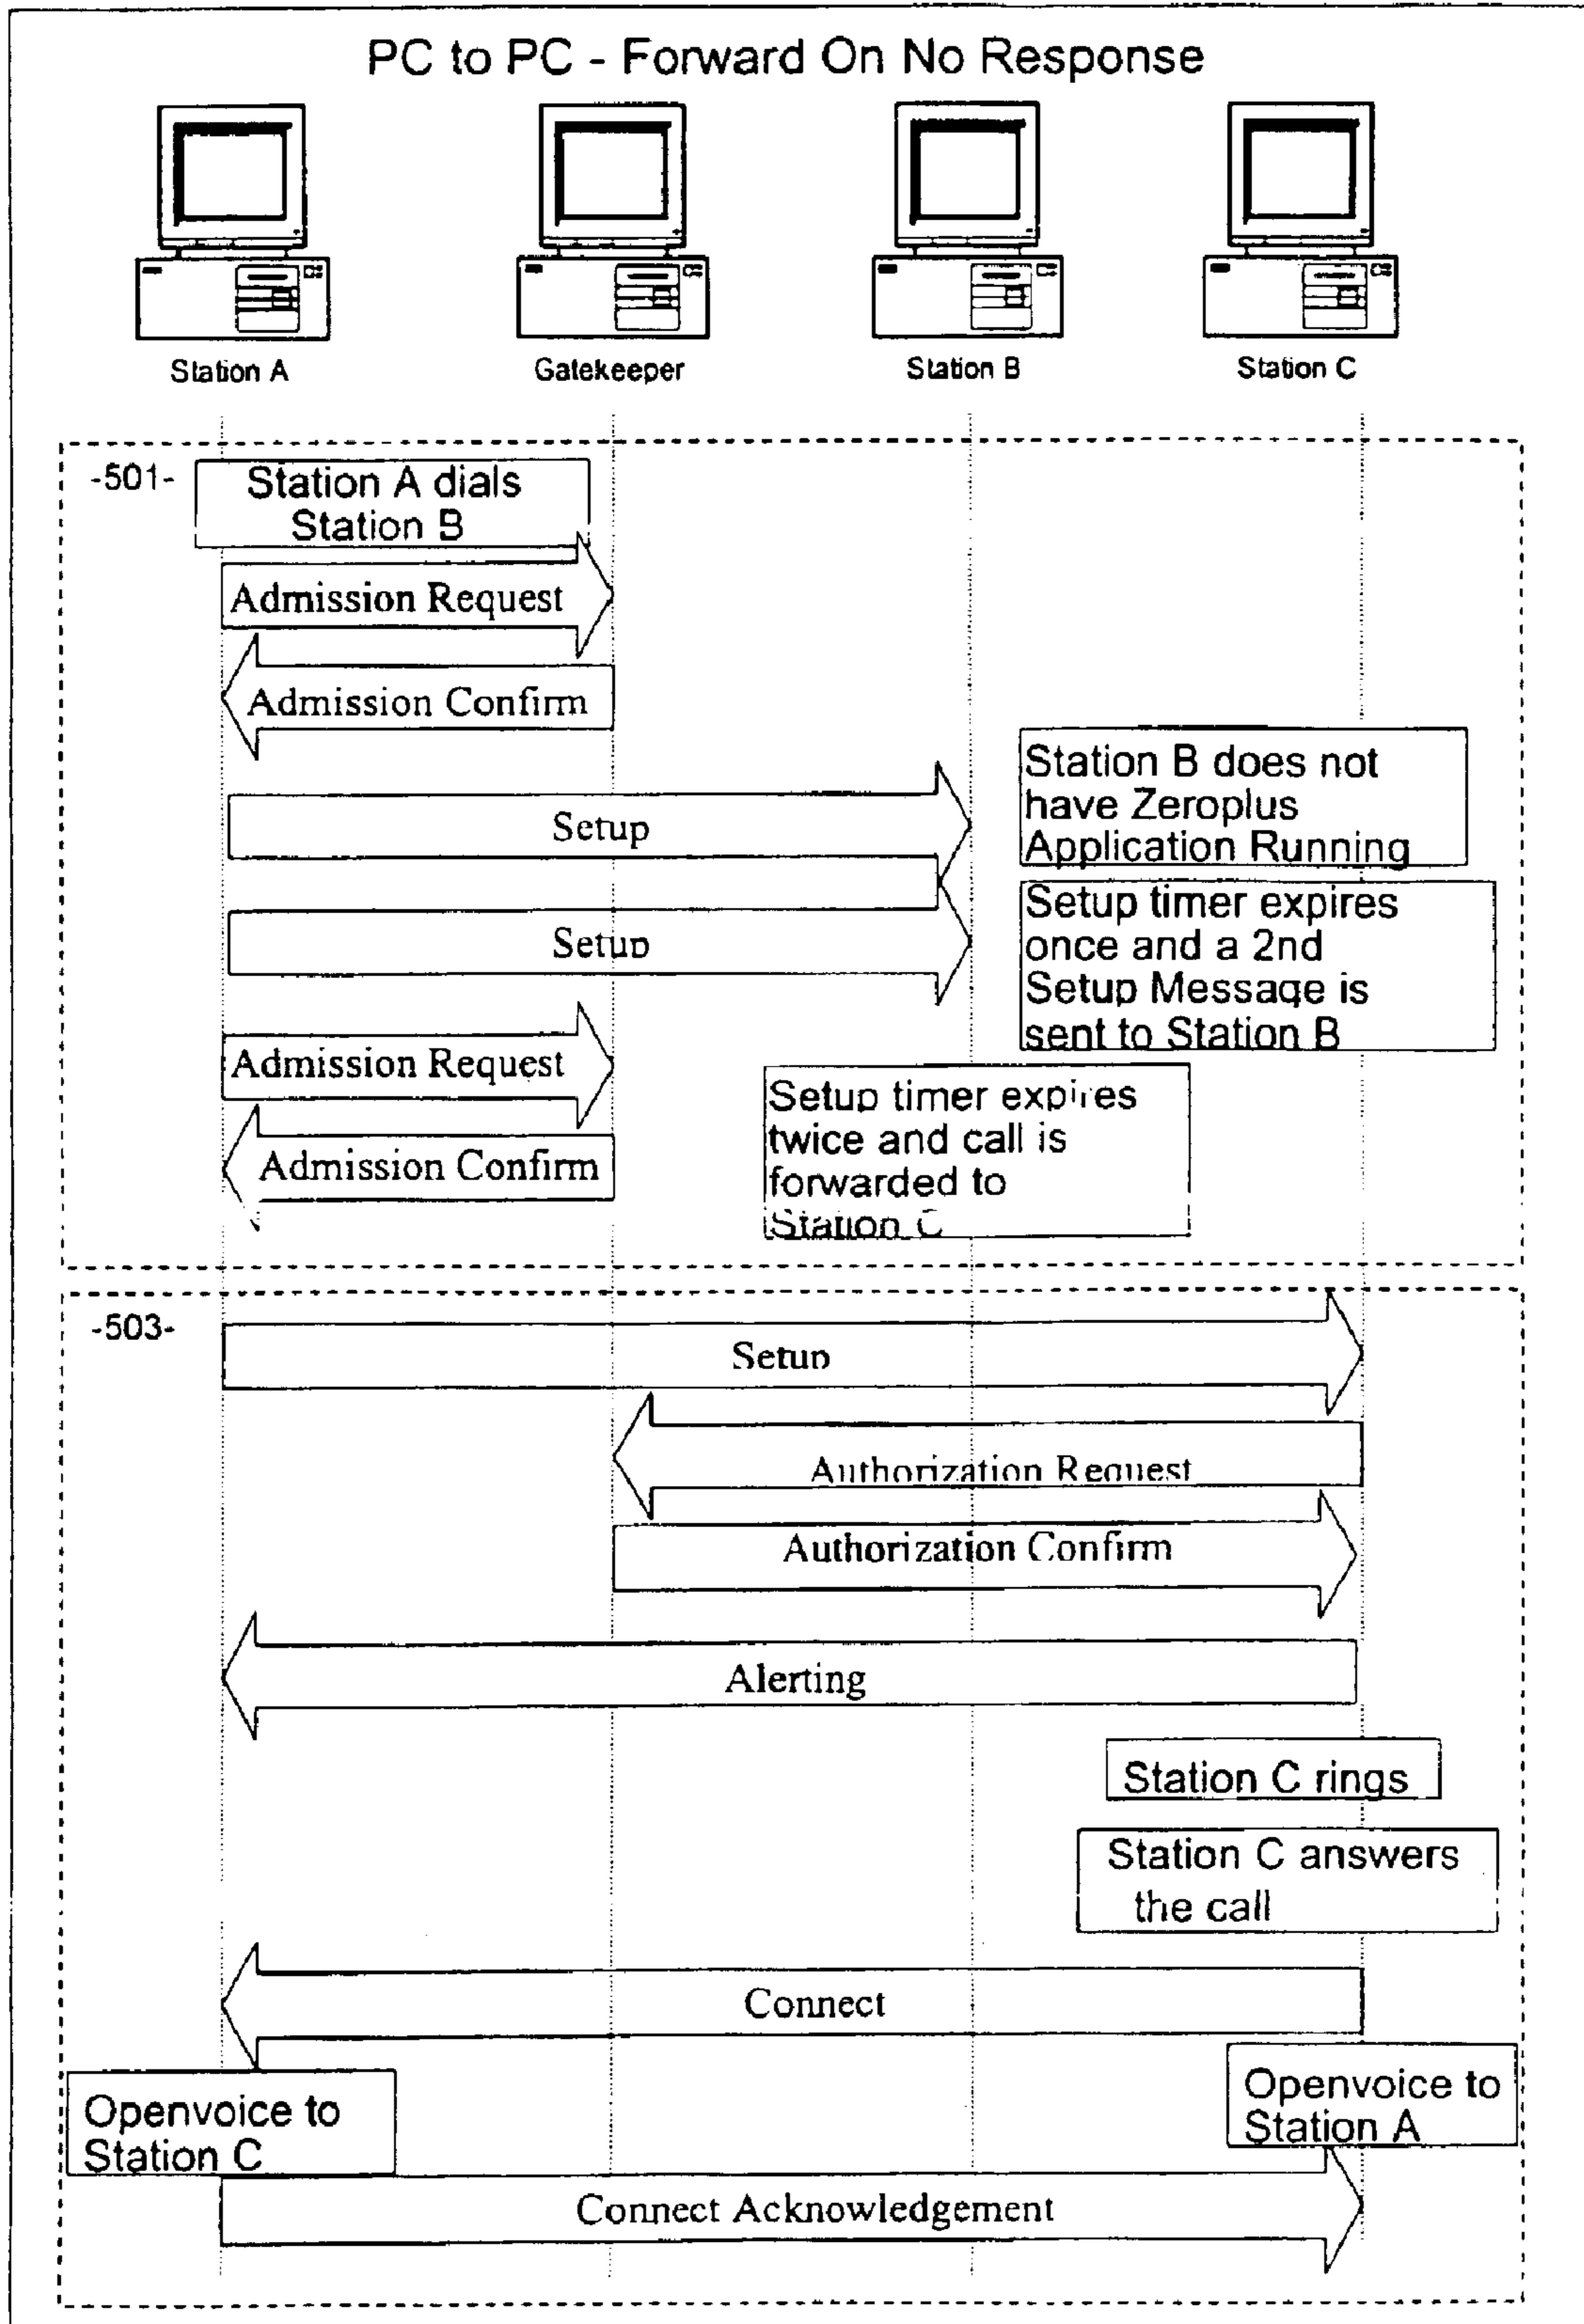 PC to PC - Forward On No Response
Station A
Gatekeeper
Station B
Station C
-501-
Station A dials
Station B
Admission Request
Admission Confirm
Station B does not
have Zeroplus
Application Running
Setup
Setup timer expires
once and a 2nd
Setup Message is
sent to Station B
Setup
Admission Request
Setup timer expires
twice and call is
forwarded to
Station C
Admission Confirm
-503-
Setup
Authorization Request
Authorization Confirm
Alerting
Station C rings
Station C answers
the call
Connect
Openvoice to
Station C
Openvoice to
Station A
Connect Acknowledgement